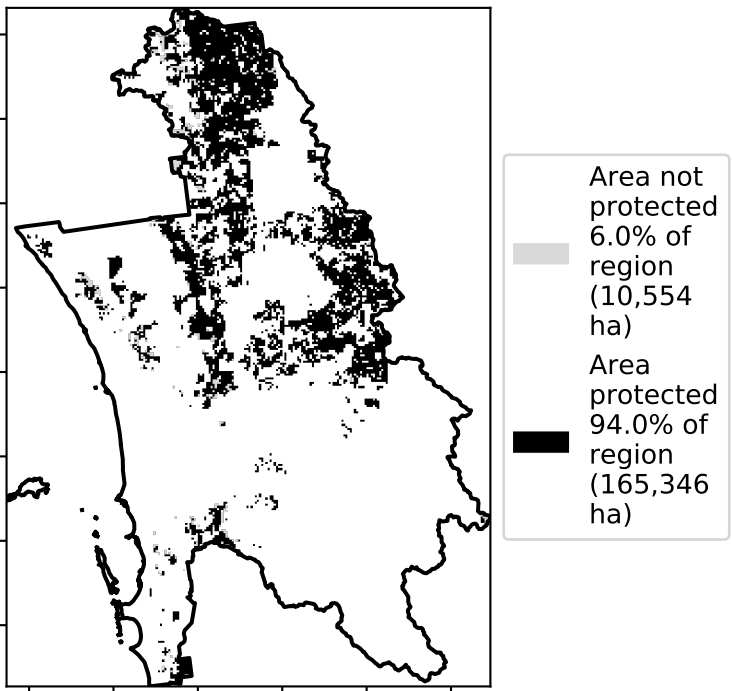 Area not
protected
6.0% of
region
(10,554
ha)
Area
protected
94.0% of
region
(165,346
ha)